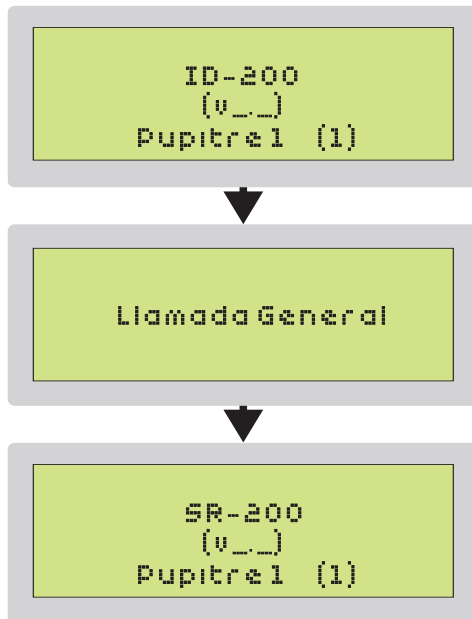 ID-200
(v_._)
Pupitre1 (1)
Llamada General
SR-200
(v_._)
Pupitre1 (1)